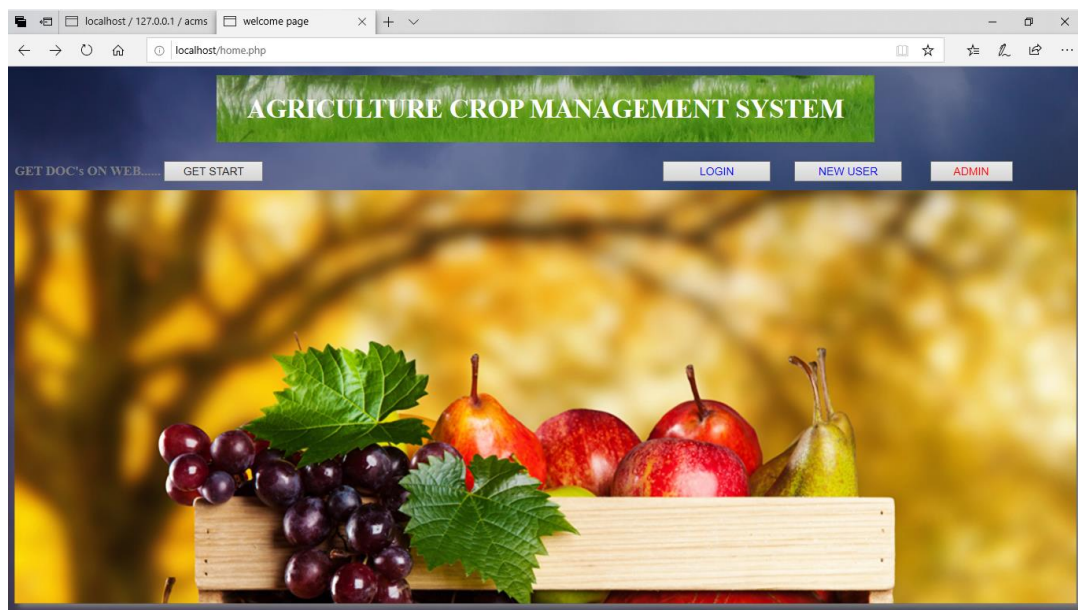 localhost / 127.0.0.1 / acms
welcome page
localhost/home.php
AGRICULTURE CROP MANAGEMENT SYSTEM
GET DOC's ON WEB...... GET START LOGIN NEW USER ADMIN